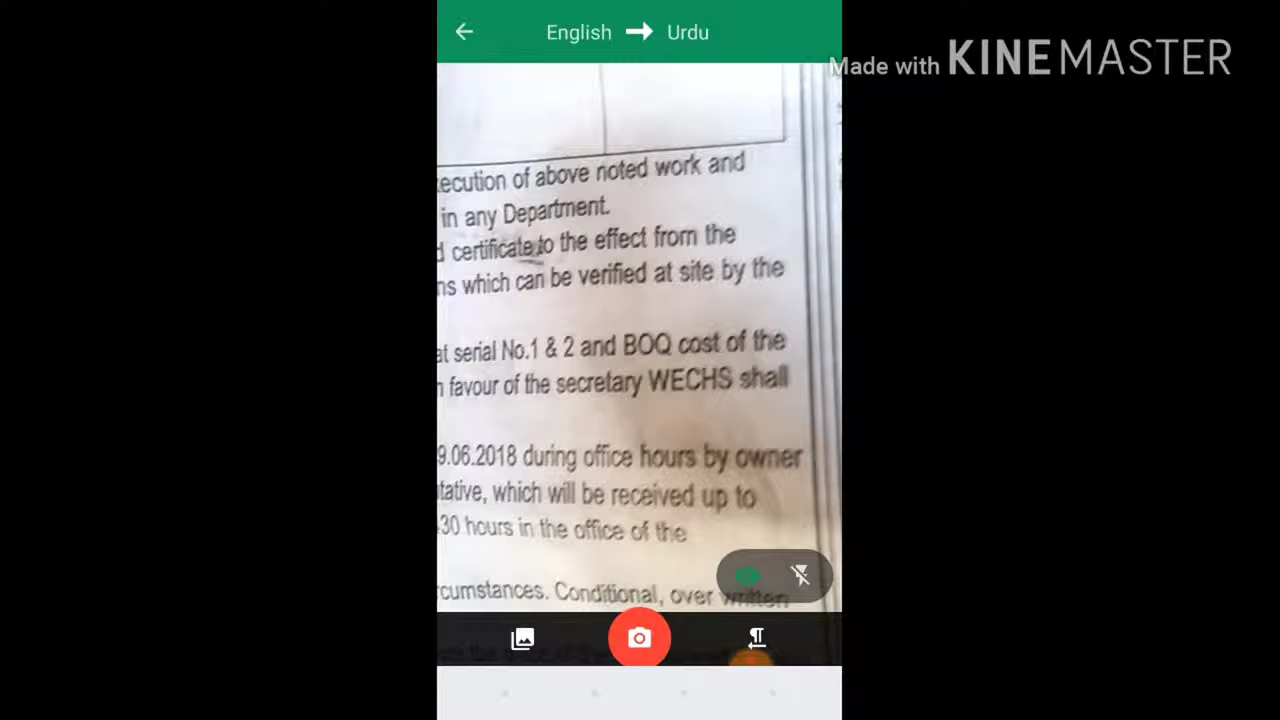 English → Urdu
Made with KINEMASTER
ecution of above noted work and
in any Department.
certificate to the effect from the
which can be verified at site by the
at serial No.1 & 2 and BOQ cost of the
favour of the secretary WECHS shall
9.06.2018 during office hours by owner
tative, which will be received up to
30 hours in the office of the
cumstances. Conditional, over written